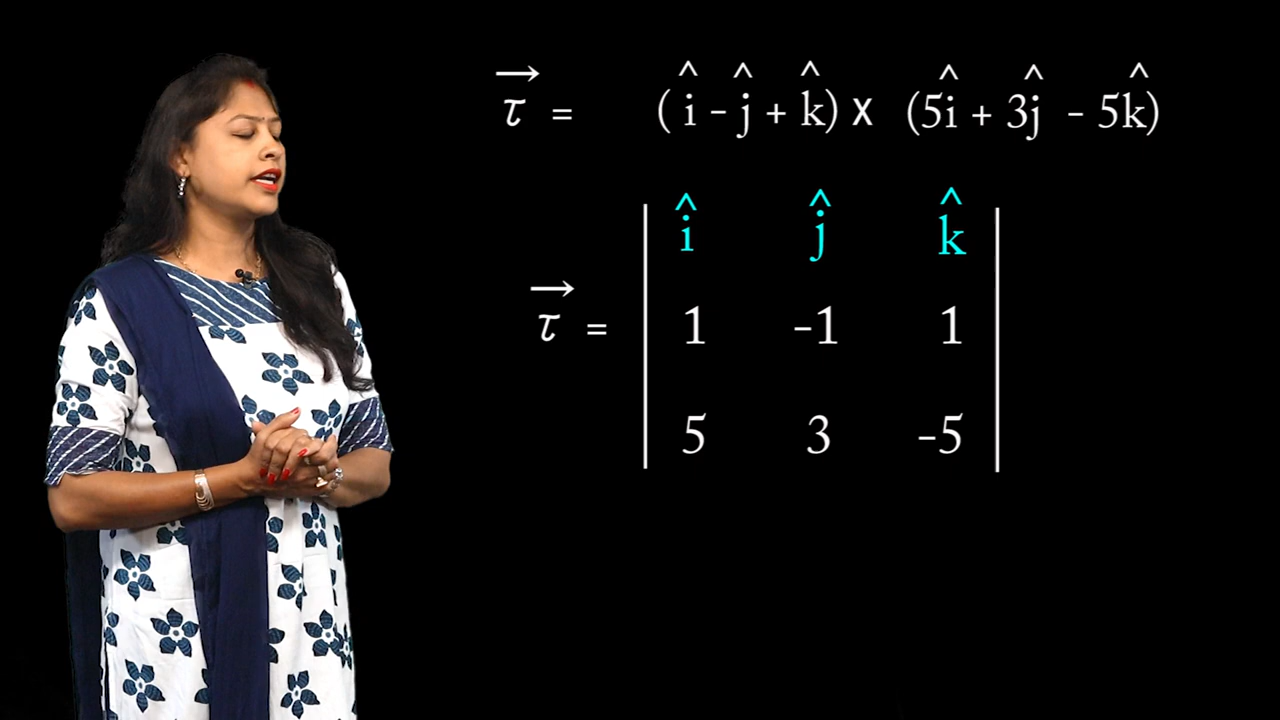 →
τ = ( î - ĵ + k̂) x (5î + 3ĵ - 5k̂)
î ĵ k̂
→
τ = | 1 -1 1 |
5 3 -5